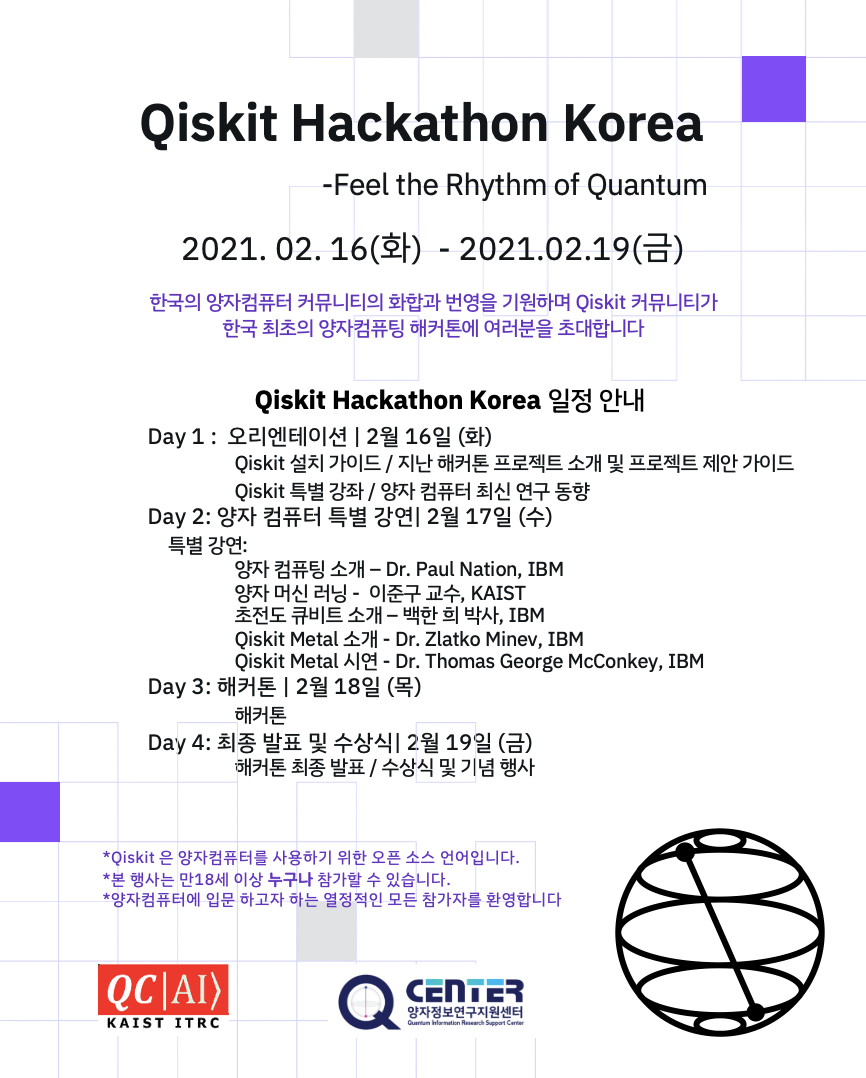 Qiskit Hackathon Korea
-Feel the Rhythm of Quantum
2021. 02. 16(화) - 2021.02.19(금)
한국의 양자컴퓨터 커뮤니티의 화합과 번영을 기원하며 Qiskit 커뮤니티가
한국 최초의 양자컴퓨팅 해커톤에 여러분을 초대합니다
Qiskit Hackathon Korea 일정 안내
Day 1 : 오리엔테이션 | 2월 16일 (화)
Qiskit 설치 가이드 / 지난 해커톤 프로젝트 소개 및 프로젝트 제안 가이드
Qiskit 특별 강좌 / 양자 컴퓨터 최신 연구 동향
Day 2: 양자 컴퓨터 특별 강연| 2월 17일 (수)
특별 강연:
양자 컴퓨팅 소개 – Dr. Paul Nation, IBM
양자 머신 러닝 - 이준구 교수, KAIST
초전도 큐비트 소개 – 백한 희 박사, IBM
Qiskit Metal 소개 - Dr. Zlatko Minev, IBM
Qiskit Metal 시연 - Dr. Thomas George McConkey, IBM
Day 3: 해커톤 | 2월 18일 (목)
해커톤
Day 4: 최종 발표 및 수상식| 2월 19일 (금)
해커톤 최종 발표 / 수상식 및 기념 행사
*Qiskit 은 양자컴퓨터를 사용하기 위한 오픈 소스 언어입니다.
*본 행사는 만18세 이상 누구나 참가할 수 있습니다.
*양자컴퓨터에 입문 하고자 하는 열정적인 모든 참가자를 환영합니다
QC|AI⟩
KAIST ITRC
Q CENTER
양자정보연구지원센터
Quantum Information Research Support Center